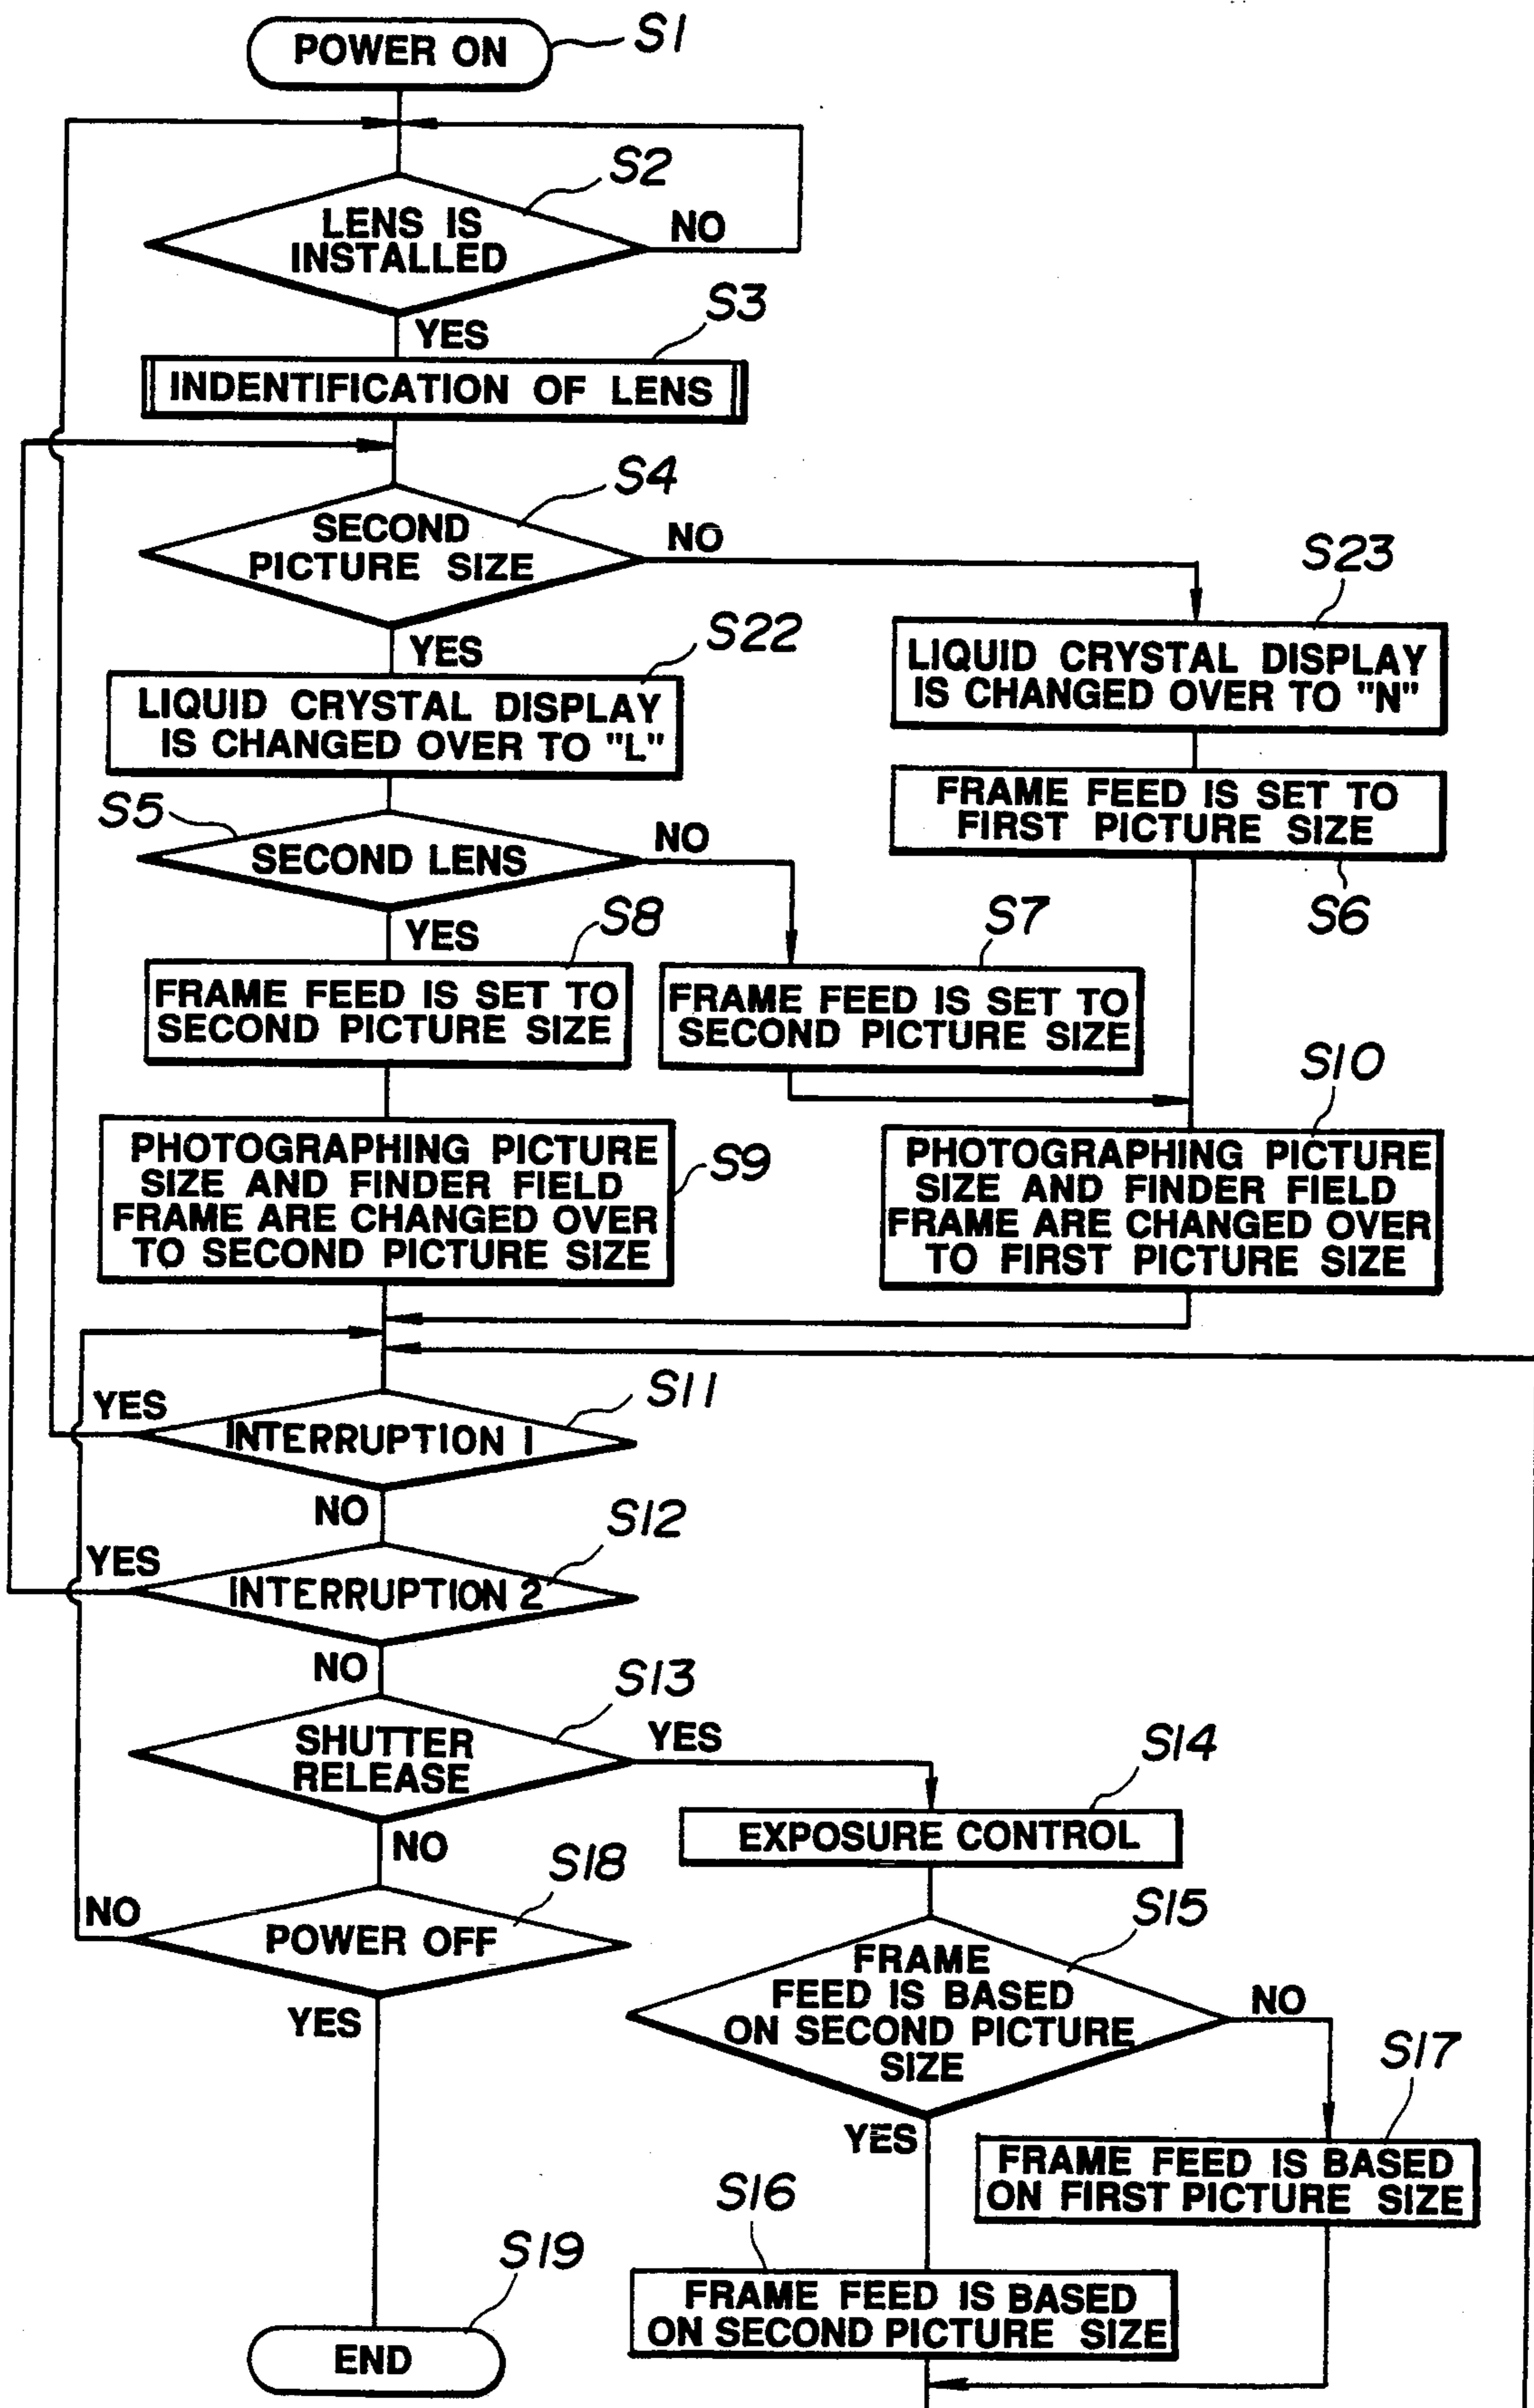 POWER ON
S1
S2
LENS IS
INSTALLED
NO
YES
S3
INDENTIFICATION OF LENS
S4
SECOND
PICTURE SIZE
NO
YES
S22
S23
LIQUID CRYSTAL DISPLAY
IS CHANGED OVER TO "L"
LIQUID CRYSTAL DISPLAY
IS CHANGED OVER TO "N"
FRAME FEED IS SET TO
FIRST PICTURE SIZE
S6
S5
SECOND LENS
NO
YES
S8
S7
FRAME FEED IS SET TO
SECOND PICTURE SIZE
FRAME FEED IS SET TO
SECOND PICTURE SIZE
PHOTOGRAPHING PICTURE
SIZE AND FINDER FIELD
FRAME ARE CHANGED OVER
TO SECOND PICTURE SIZE
S9
S10
PHOTOGRAPHING PICTURE
SIZE AND FINDER FIELD
FRAME ARE CHANGED OVER
TO FIRST PICTURE SIZE
S11
YES
INTERRUPTION 1
NO
S12
YES
INTERRUPTION 2
NO
S13
SHUTTER
RELEASE
YES
NO
S14
EXPOSURE CONTROL
S18
NO
POWER OFF
YES
S15
FRAME
FEED IS BASED
ON SECOND PICTURE
SIZE
NO
YES
S17
FRAME FEED IS BASED
ON FIRST PICTURE SIZE
S16
FRAME FEED IS BASED
ON SECOND PICTURE SIZE
S19
END